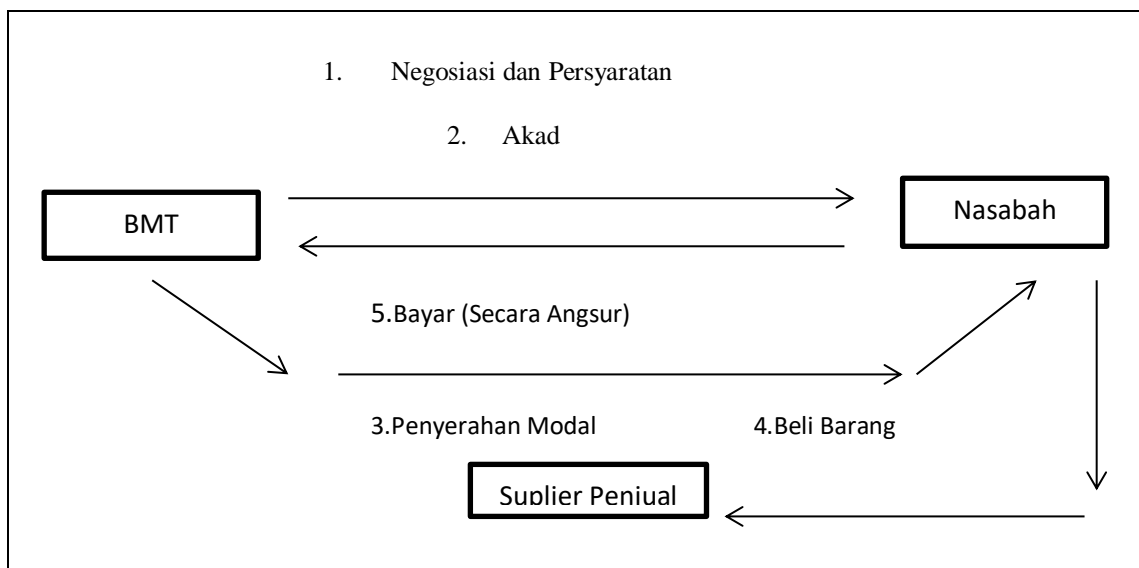 1. Negosiasi dan Persyaratan
2. Akad
BMT
Nasabah
5.Bayar (Secara Angsur)
3.Penyerahan Modal
4.Beli Barang
Suplier Penjual